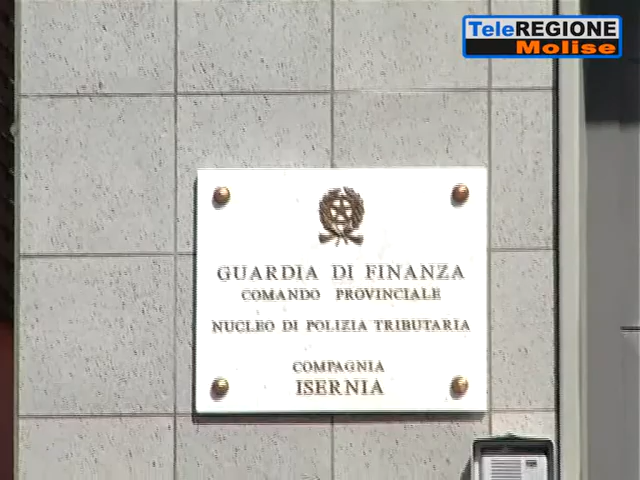 TeleREGIONE
Molise
GUARDIA DI FINANZA
COMANDO PROVINCIALE
NUCLEO DI POLIZIA TRIBUTARIA
COMPAGNIA
ISERNIA